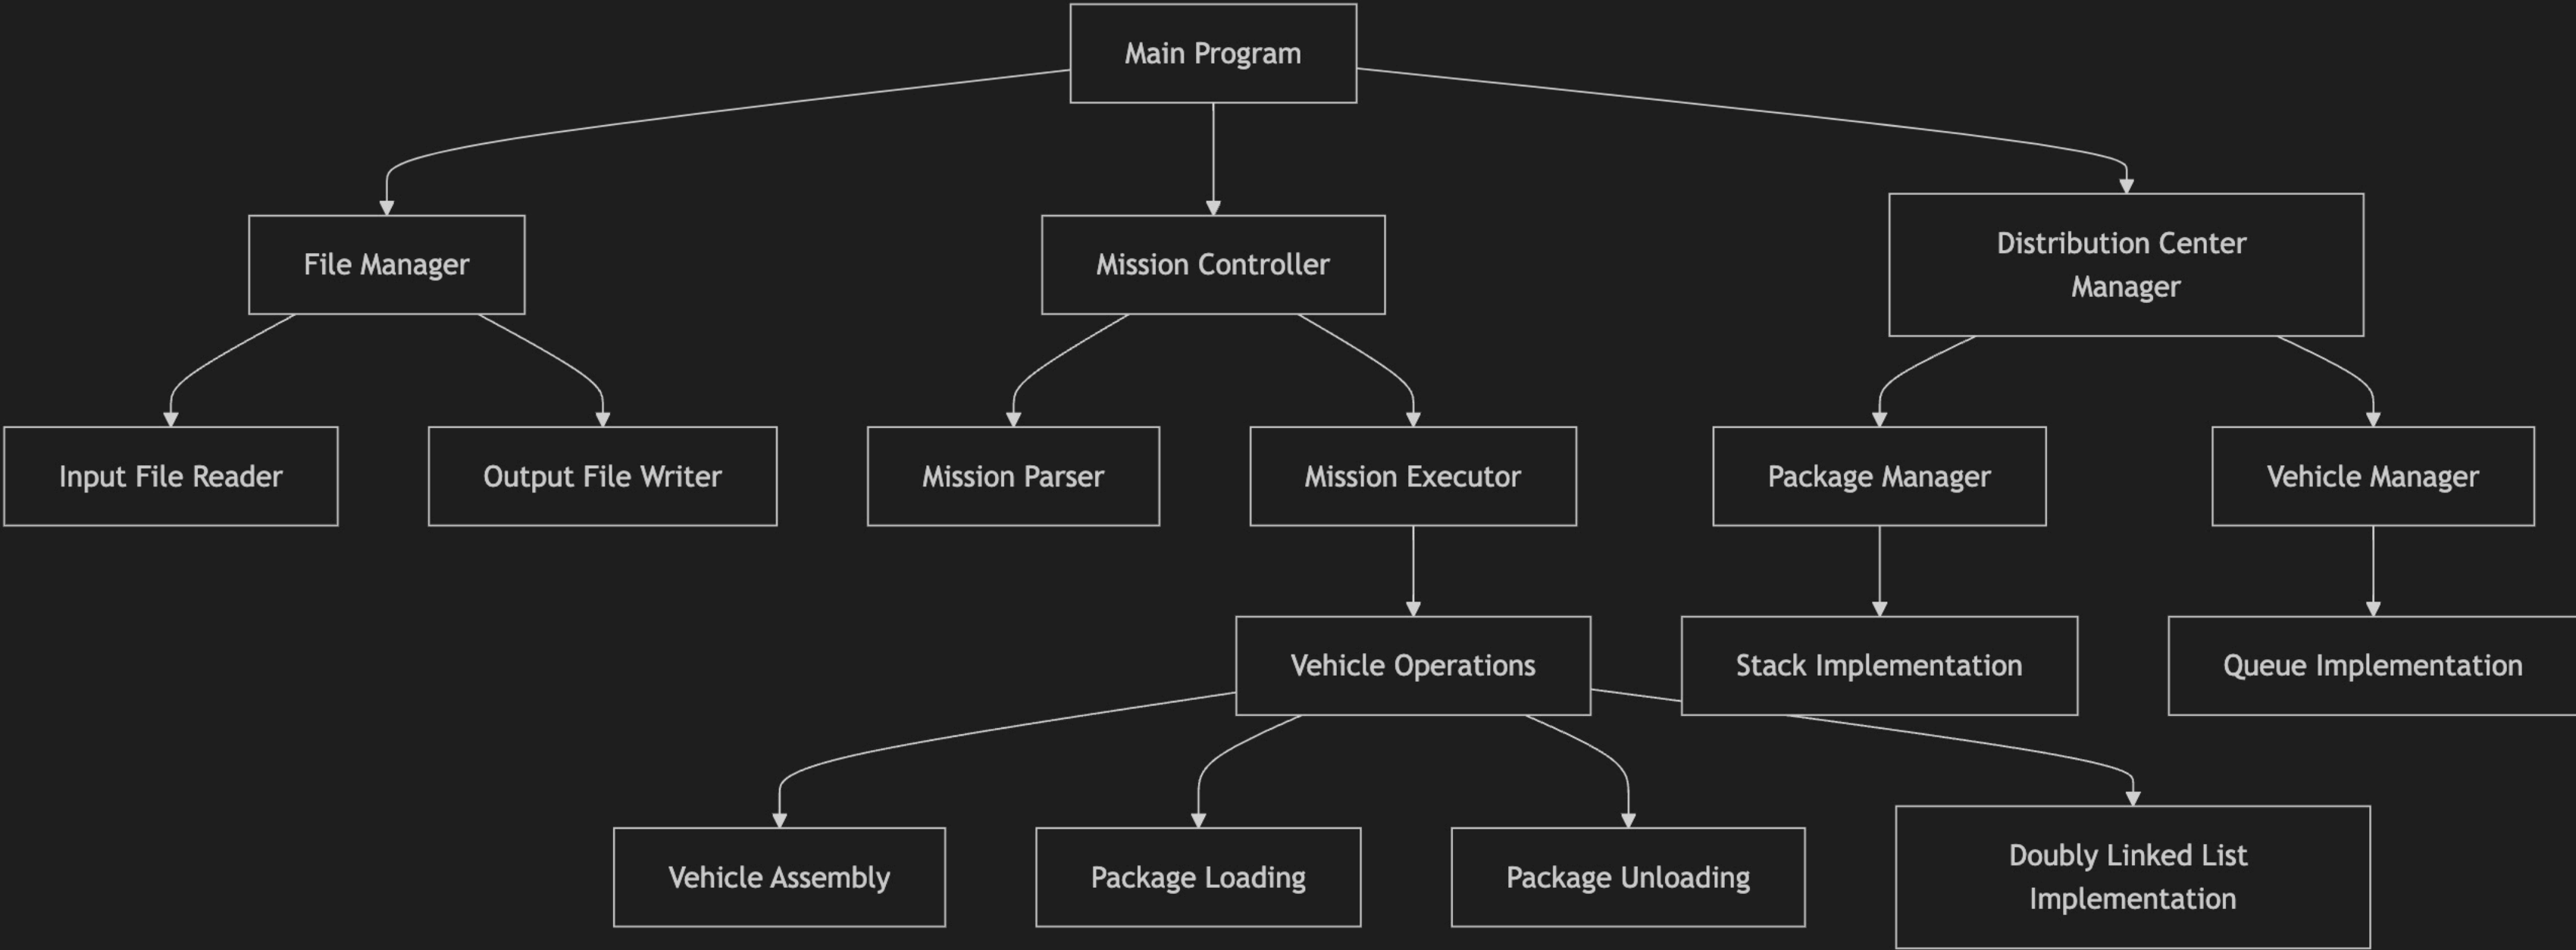 Main Program
File Manager
Mission Controller
Distribution Center
Manager
Input File Reader
Output File Writer
Mission Parser
Mission Executor
Package Manager
Vehicle Manager
Vehicle Operations
Stack Implementation
Queue Implementation
Vehicle Assembly
Package Loading
Package Unloading
Doubly Linked List
Implementation